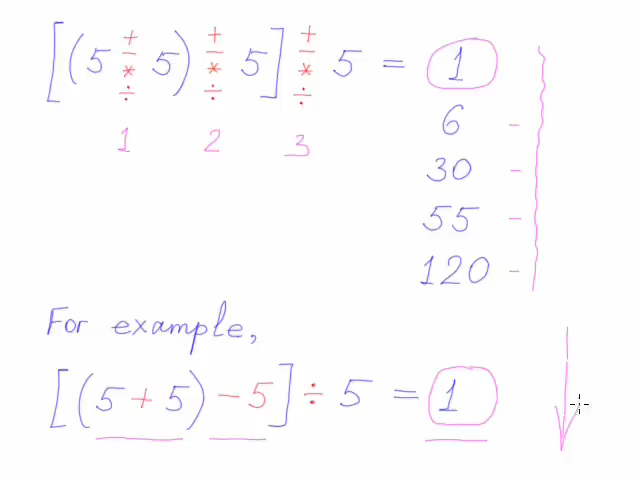 [(5 + − * ÷ 5) + − * ÷ 5] + − * ÷ 5 = 1
1 2 3
6 -
30 -
55 -
120 -
For example,
[(5 + 5) - 5] ÷ 5 = 1